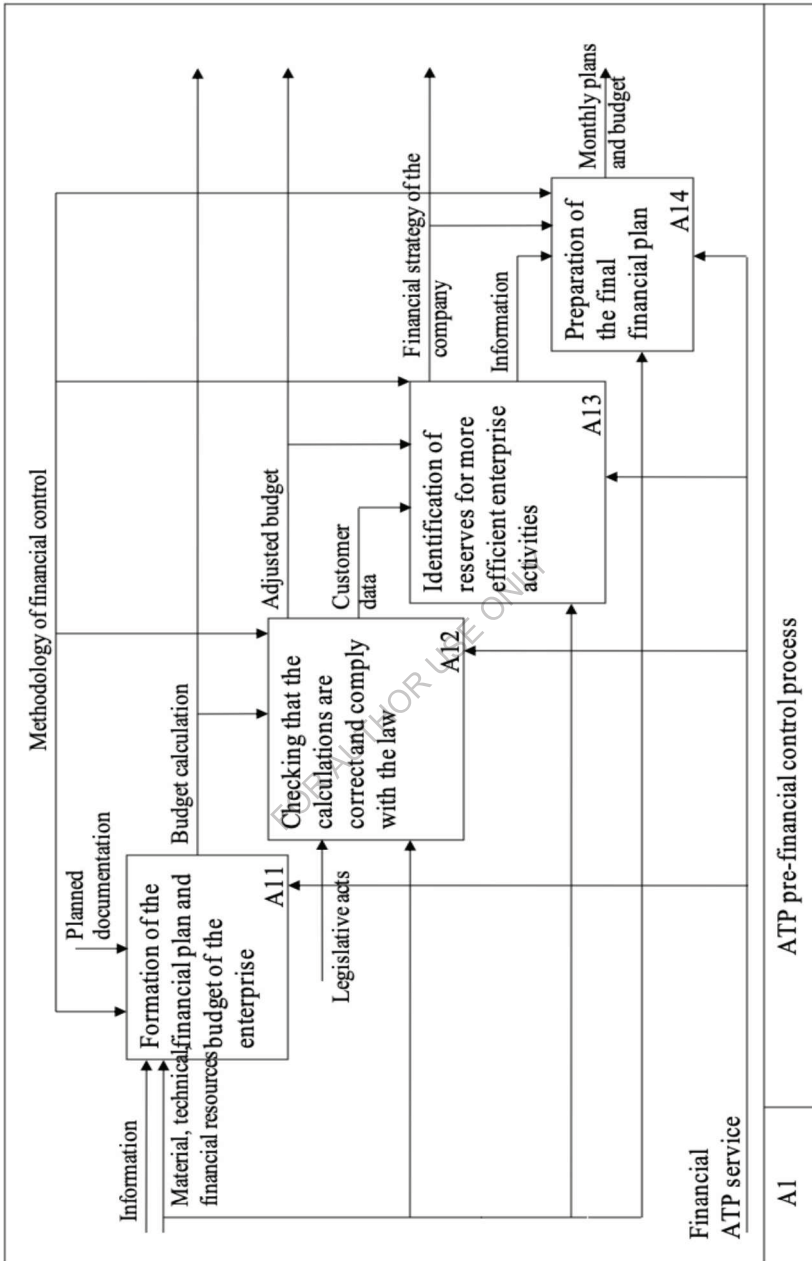 Methodology of financial control
Planned
documentation
Information
Material, technical,
financial resources
Formation of the
financial plan and
budget of the
enterprise
A11
Budget calculation
Legislative acts
Checking that the
calculations are
correct and comply
with the law
A12
Adjusted budget
Customer
data
Identification of
reserves for more
efficient enterprise
activities
A13
Financial strategy of the
company
Information
Preparation of
the final
financial plan
A14
Monthly plans
and budget
Financial
ATP service
A1
ATP pre-financial control process
FOR AUTHOR USE ONLY